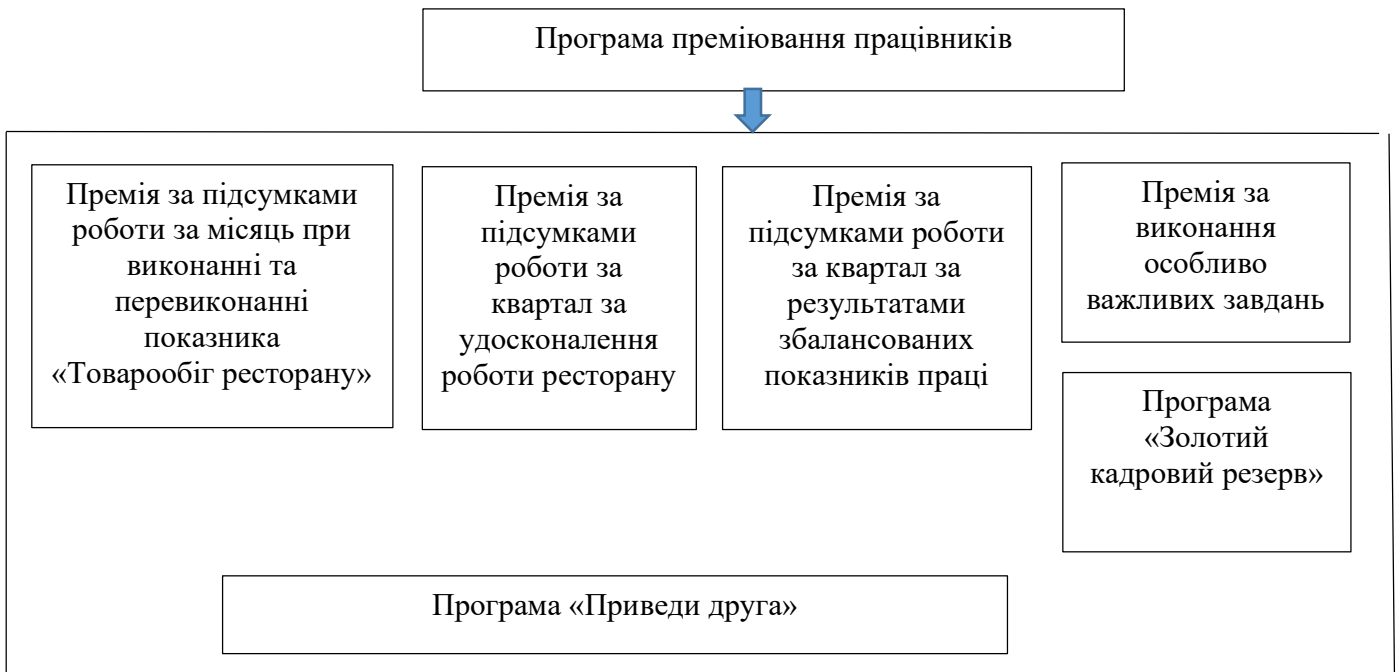 Програма преміювання працівників
Премія за підсумками
роботи за місяць при
виконанні та
перевиконанні
показника
«Товарообіг ресторану»
Премія за
підсумками
роботи за
квартал за
удосконалення
роботи ресторану
Премія за
підсумками роботи
за квартал за
результатами
збалансованих
показників праці
Премія за
виконання
особливо
важливих завдань
Програма
«Золотий
кадровий резерв»
Програма «Приведи друга»